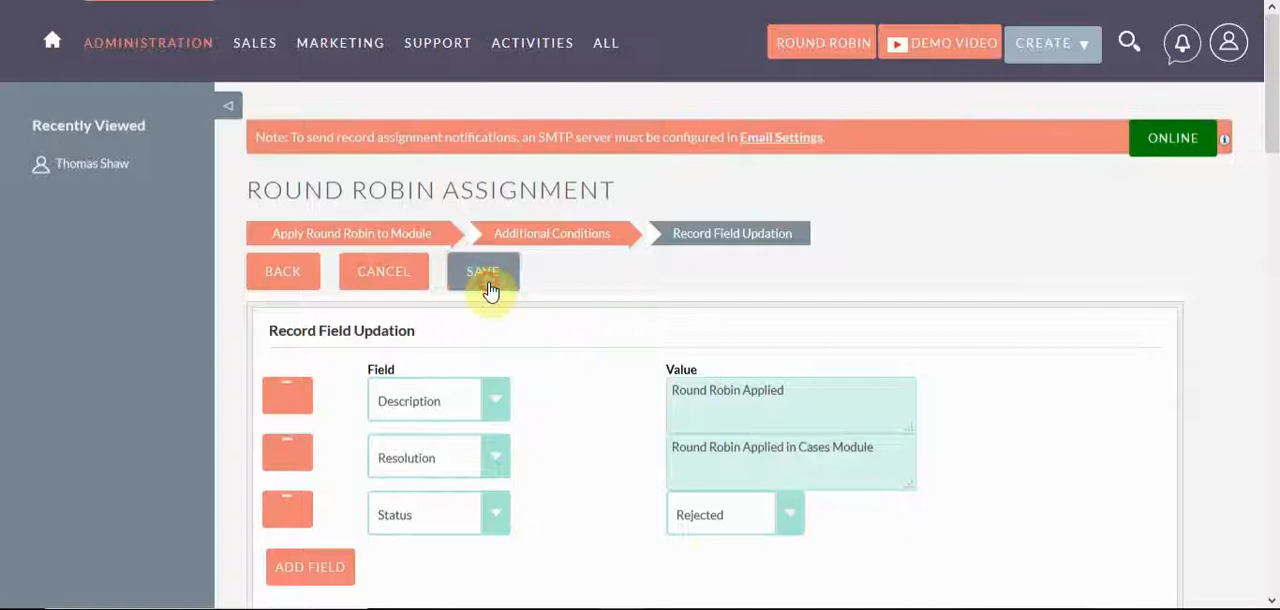 ADMINISTRATION SALES MARKETING SUPPORT ACTIVITIES ALL ROUND ROBIN DEMO VIDEO CREATE
Recently Viewed
Thomas Shaw
Note: To send record assignment notifications, an SMTP server must be configured in Email Settings.
ONLINE
ROUND ROBIN ASSIGNMENT
Apply Round Robin to Module Additional Conditions Record Field Updation
BACK CANCEL SAVE
Record Field Updation
Field Value
Description Round Robin Applied
Resolution Round Robin Applied in Cases Module
Status Rejected
ADD FIELD